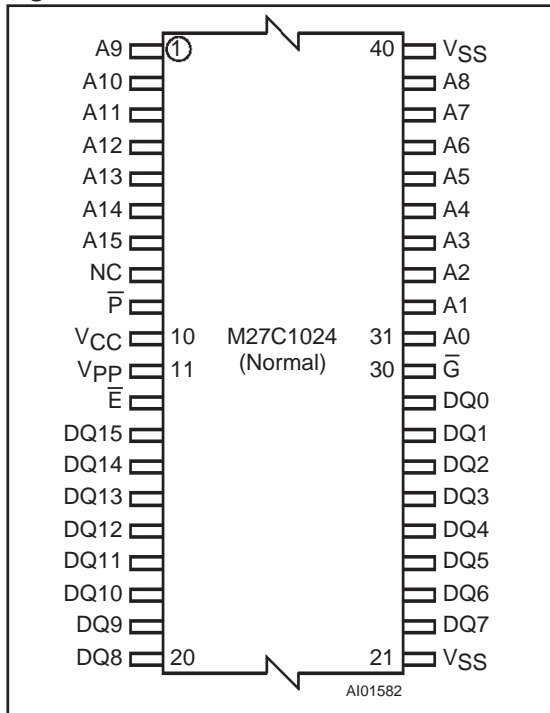 A9 1 40 VSS
A10 A8
A11 A7
A12 A6
A13 A5
A14 A4
A15 A3
NC A2
P̅ A1
VCC 10 M27C1024 31 A0
VPP 11 (Normal) 30 G̅
E̅ DQ0
DQ15 DQ1
DQ14 DQ2
DQ13 DQ3
DQ12 DQ4
DQ11 DQ5
DQ10 DQ6
DQ9 DQ7
DQ8 20 21 VSS
AI01582